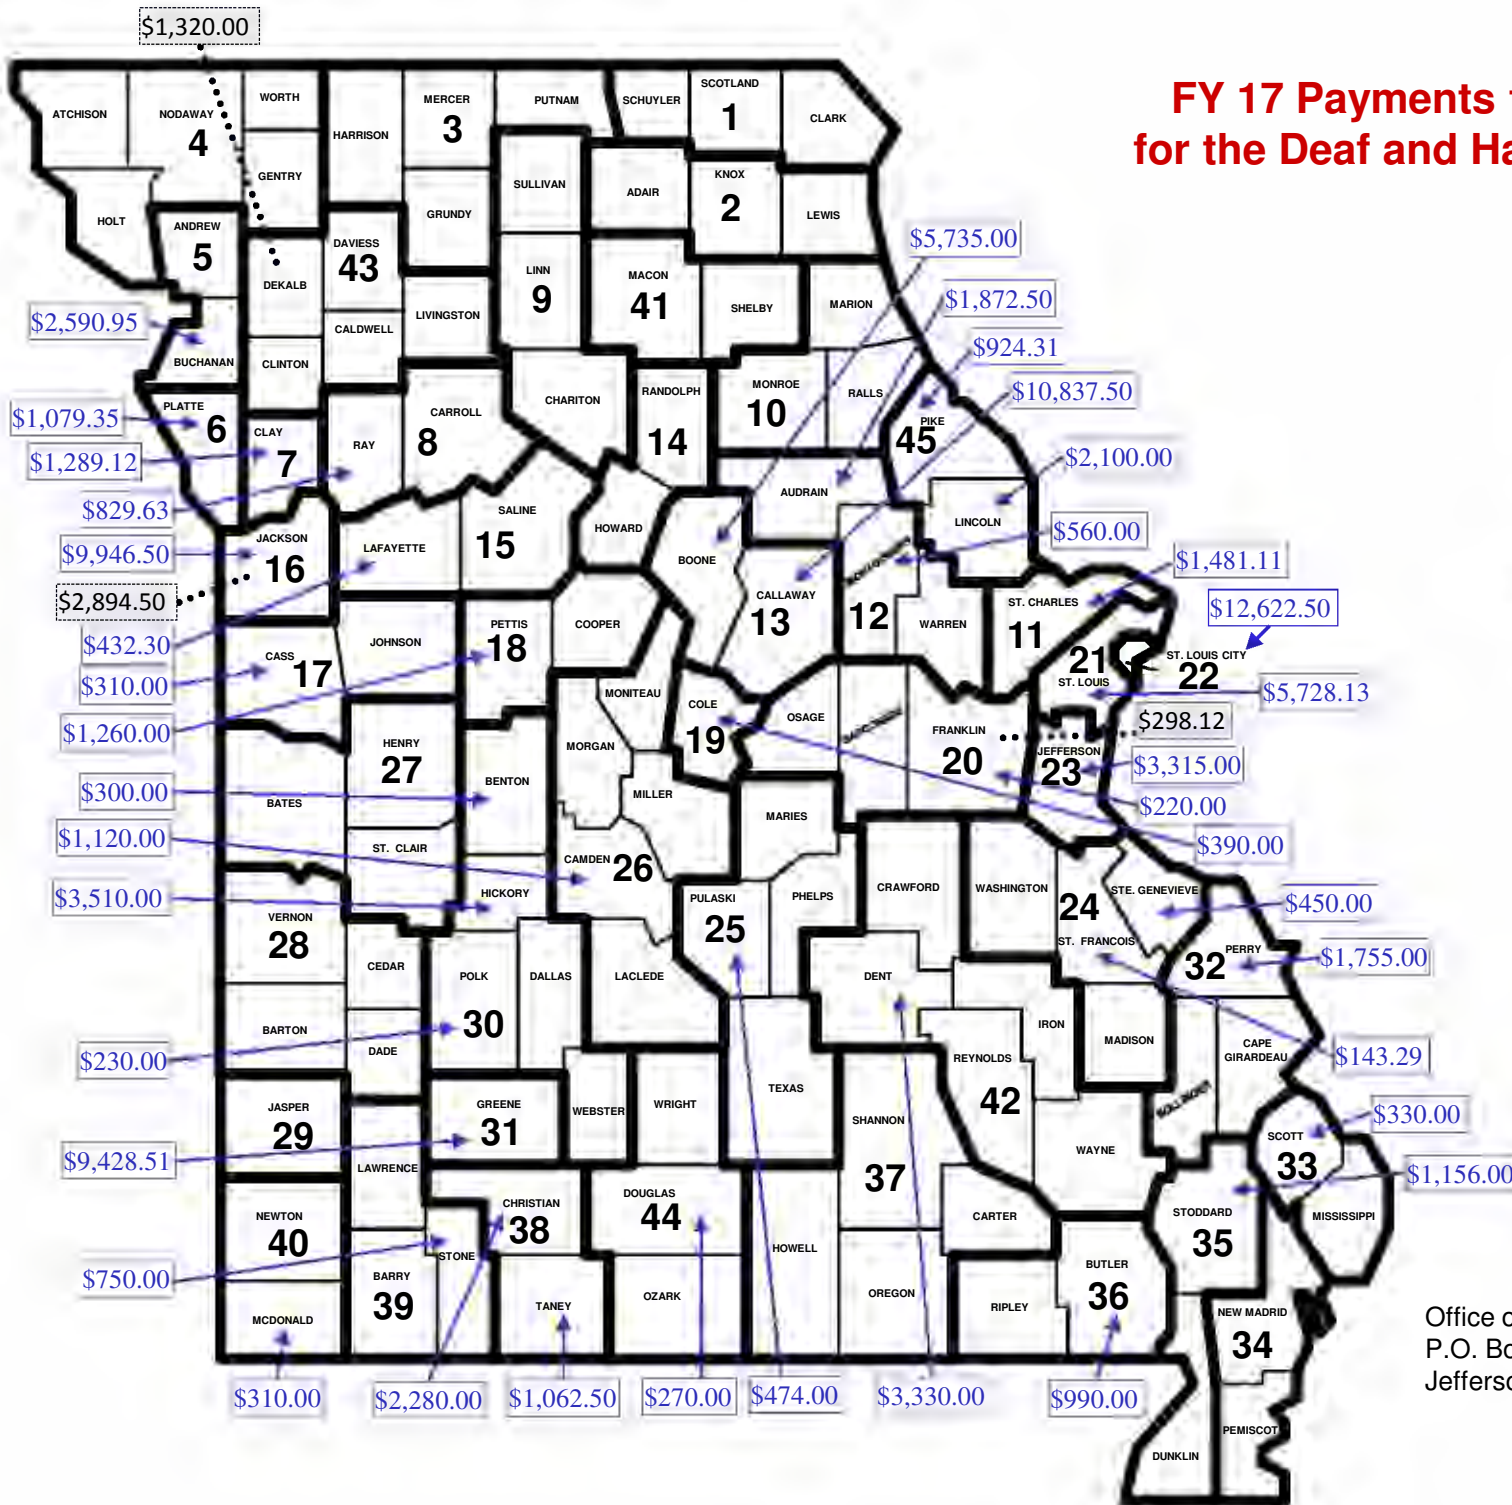 $1,320.00
FY 17 Payments
for the Deaf and Ha
ATCHISON
NODAWAY
4
WORTH
GENTRY
HARRISON
MERCER
3
PUTNAM
SCHUYLER
SCOTLAND
1
CLARK
HOLT
ANDREW
5
DEKALB
DAVIESS
43
GRUNDY
SULLIVAN
ADAIR
KNOX
2
LEWIS
$5,735.00
LINN
9
MACON
41
SHELBY
MARION
$1,872.50
$2,590.95
BUCHANAN
CLINTON
CALDWELL
LIVINGSTON
$924.31
$10,837.50
PLATTE
6
CLAY
7
RAY
CARROLL
8
CHARITON
RANDOLPH
14
MONROE
10
RALLS
PIKE
45
$1,079.35
$1,289.12
$829.63
$2,100.00
AUDRAIN
LINCOLN
$9,946.50
JACKSON
16
LAFAYETTE
SALINE
15
HOWARD
BOONE
$560.00
$1,481.11
$2,894.50
$432.30
CALLAWAY
13
12
WARREN
ST. CHARLES
11
$12,622.50
CASS
17
JOHNSON
PETTIS
18
COOPER
21
ST. LOUIS
ST. LOUIS CITY
22
$310.00
$5,728.13
$1,260.00
MONITEAU
COLE
19
OSAGE
FRANKLIN
20
JEFFERSON
23
$298.12
$3,315.00
HENRY
27
MORGAN
BENTON
MILLER
$220.00
$300.00
BATES
MARIES
$390.00
$1,120.00
ST. CLAIR
CAMDEN
26
$3,510.00
HICKORY
PULASKI
25
PHELPS
CRAWFORD
WASHINGTON
24
ST. FRANCOIS
STE. GENEVIEVE
$450.00
VERNON
28
CEDAR
POLK
30
DALLAS
LACLEDE
DENT
PERRY
32
$1,755.00
BARTON
DADE
IRON
REYNOLDS
42
MADISON
CAPE
GIRARDEAU
$230.00
$143.29
JASPER
29
GREENE
31
WEBSTER
WRIGHT
TEXAS
SHANNON
37
WAYNE
SCOTT
33
$330.00
$9,428.51
LAWRENCE
$1,156.00
NEWTON
40
CHRISTIAN
38
DOUGLAS
44
HOWELL
CARTER
STODDARD
35
MISSISSIPPI
STONE
$750.00
BARRY
39
OREGON
RIPLEY
BUTLER
36
MCDONALD
TANEY
OZARK
NEW MADRID
34
Office
P.O. Bo
Jefferso
$310.00
$2,280.00
$1,062.50
$270.00
$474.00
$3,330.00
$990.00
PEMISCOT
DUNKLIN